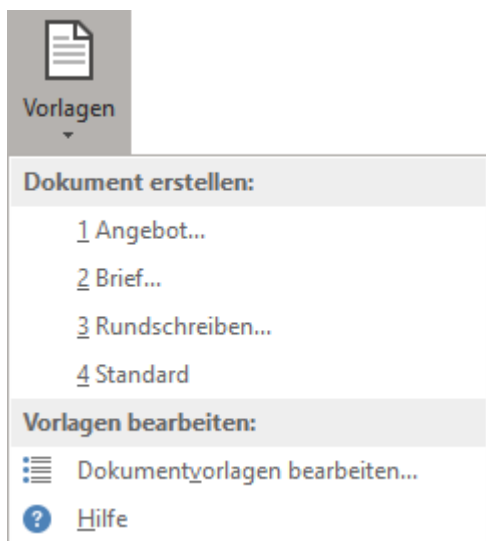 Vorlagen
Dokument erstellen:
1 Angebot...
2 Brief...
3 Rundschreiben...
4 Standard
Vorlagen bearbeiten:
Dokumentvorlagen bearbeiten...
? Hilfe